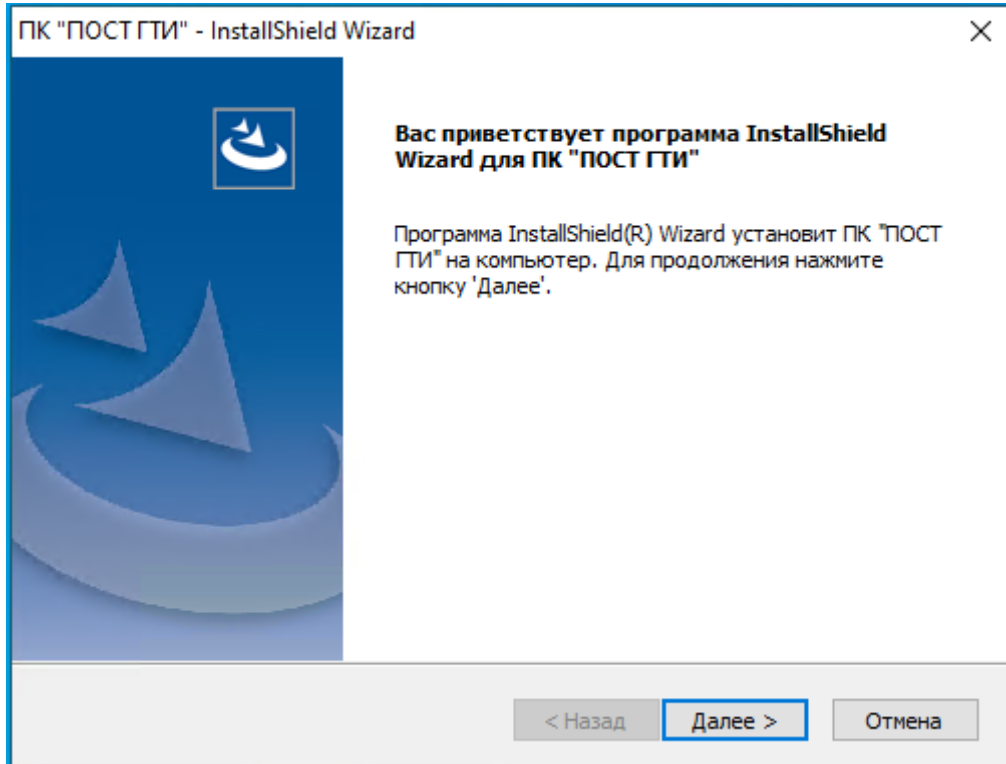 ПК "ПОСТ ГТИ" - InstallShield Wizard
Вас приветствует программа InstallShield
Wizard для ПК "ПОСТ ГТИ"
Программа InstallShield(R) Wizard установит ПК "ПОСТ
ГТИ" на компьютер. Для продолжения нажмите
кнопку 'Далее'.
< Назад
Далее >
Отмена